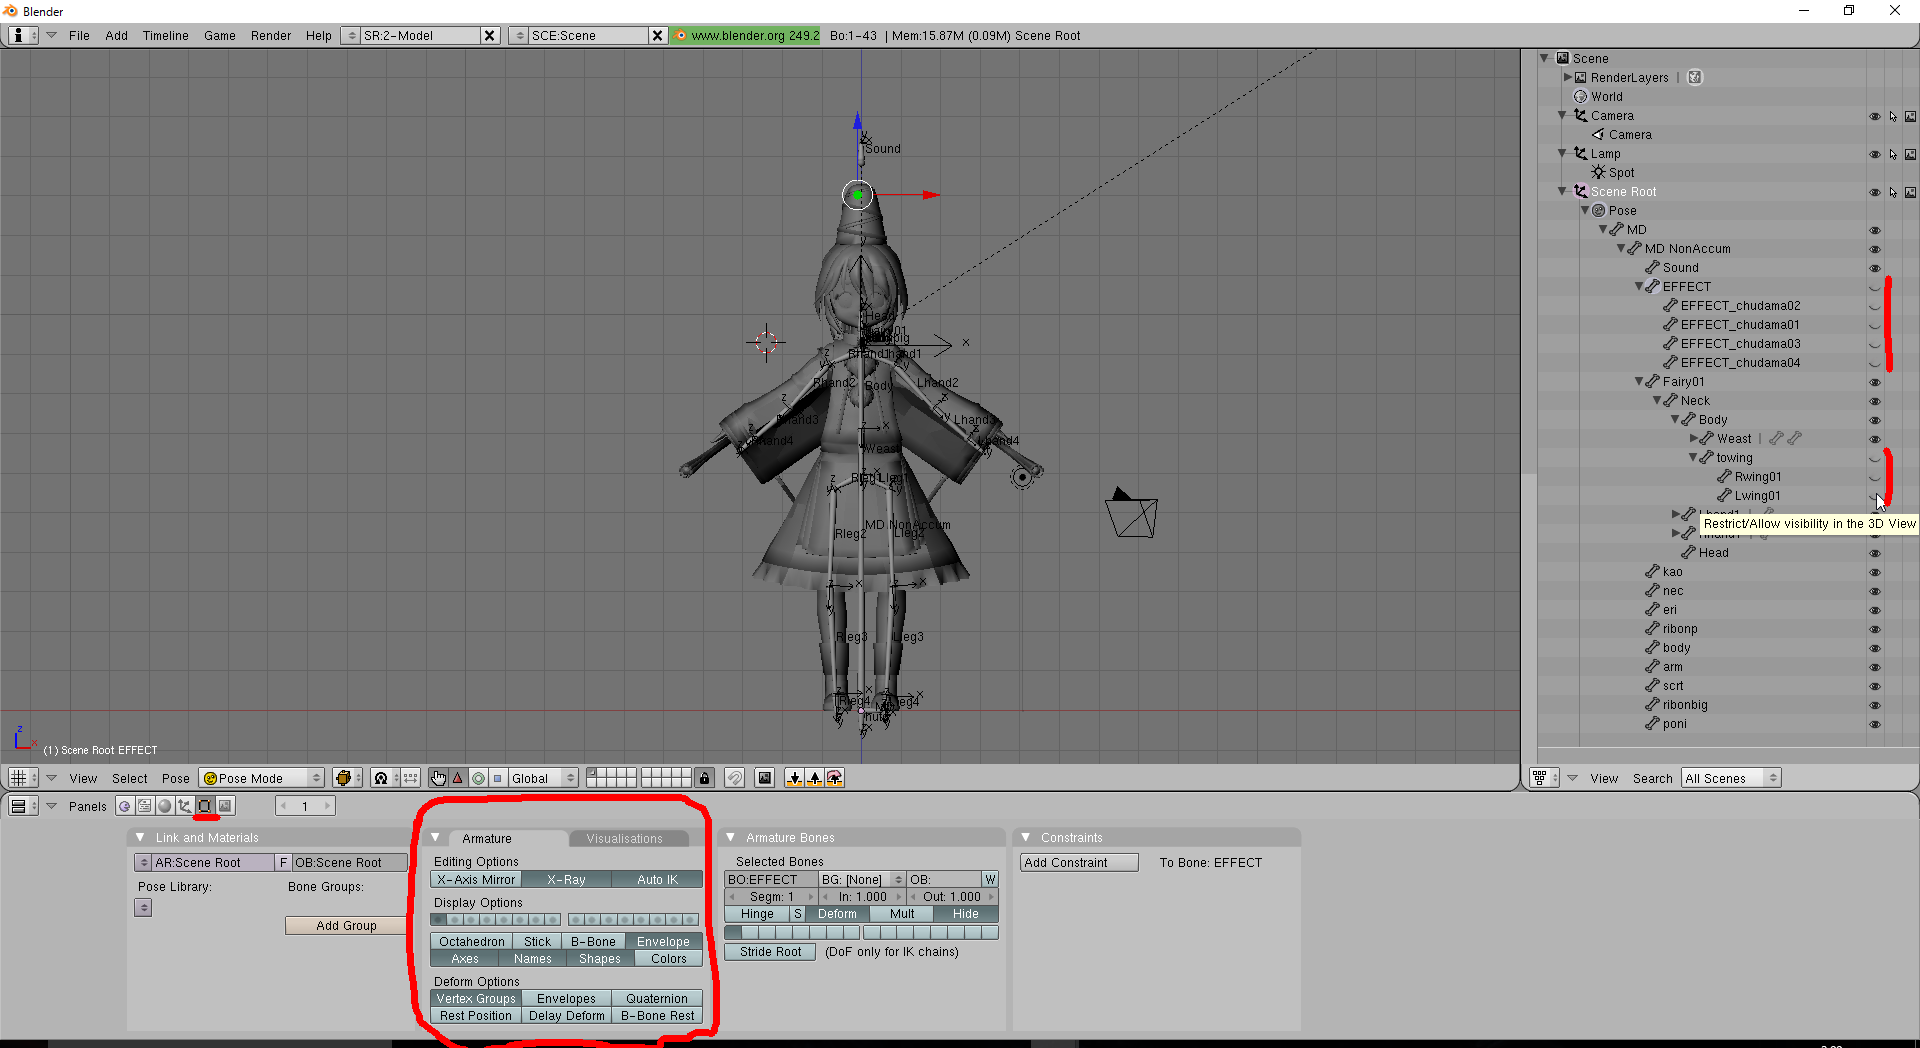 Blender
File Add Timeline Game Render Help SR:2-Model SCE:Scene www.blender.org 249.2 Bo:1-43 | Mem:15.87M (0.09M) Scene Root
Scene
RenderLayers
World
Camera
Camera
Lamp
Spot
Scene Root
Pose
MD
MD NonAccum
Sound
EFFECT
EFFECT_chudama02
EFFECT_chudama01
EFFECT_chudama03
EFFECT_chudama04
Fairy01
Neck
Body
Weast
towing
Rwing01
Lwing01
Restrict/Allow visibility in the 3D View
Head
kao
nec
eri
ribonp
body
arm
scrt
ribonbig
poni
Sound
Head
Rhand2 Body Lhand2
Lhand3
Weast
MD NonAccum
Rleg2 Lleg2
Rleg3 Lleg3
z
x
(1) Scene Root EFFECT
View Select Pose Pose Mode Global
View Search All Scenes
Panels 1
Link and Materials
AR:Scene Root F OB:Scene Root
Pose Library: Bone Groups:
Add Group
Armature Visualisations
Editing Options
X-Axis Mirror X-Ray Auto IK
Display Options
Octahedron Stick B-Bone Envelope
Axes Names Shapes Colors
Deform Options
Vertex Groups Envelopes Quaternion
Rest Position Delay Deform B-Bone Rest
Armature Bones
Selected Bones
BO:EFFECT BG: [None] OB: W
Segm: 1 In: 1.000 Out: 1.000
Hinge S Deform Mult Hide
Stride Root (DoF only for IK chains)
Constraints
Add Constraint To Bone: EFFECT